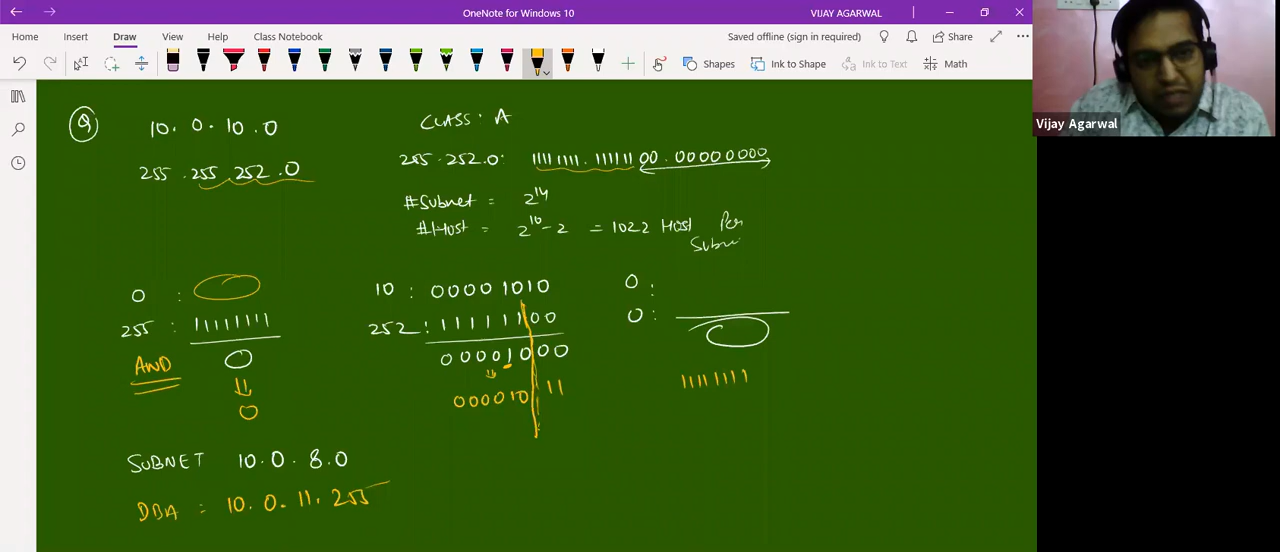 OneNote for Windows 10
VIJAY AGARWAL
Home Insert Draw View Help Class Notebook
Saved offline (sign in required)
Share
Shapes
Ink to Shape
Ink to Text
Math
Vijay Agarwal
Q
10. 0. 10. 0
255 .255 .252 .0
CLASS: A
255.252.0: 11111111. 11111100. 00000000
#Subnet = 2^14
#Host = 2^10 - 2 = 1022 Host Per
Subn
0 :
255 : 11111111
AND
0
0
10 : 00001010
252 : 11111100
00001000
000010 11
0 :
0 :
11111111
SUBNET 10.0.8.0
DBA = 10.0.11.255